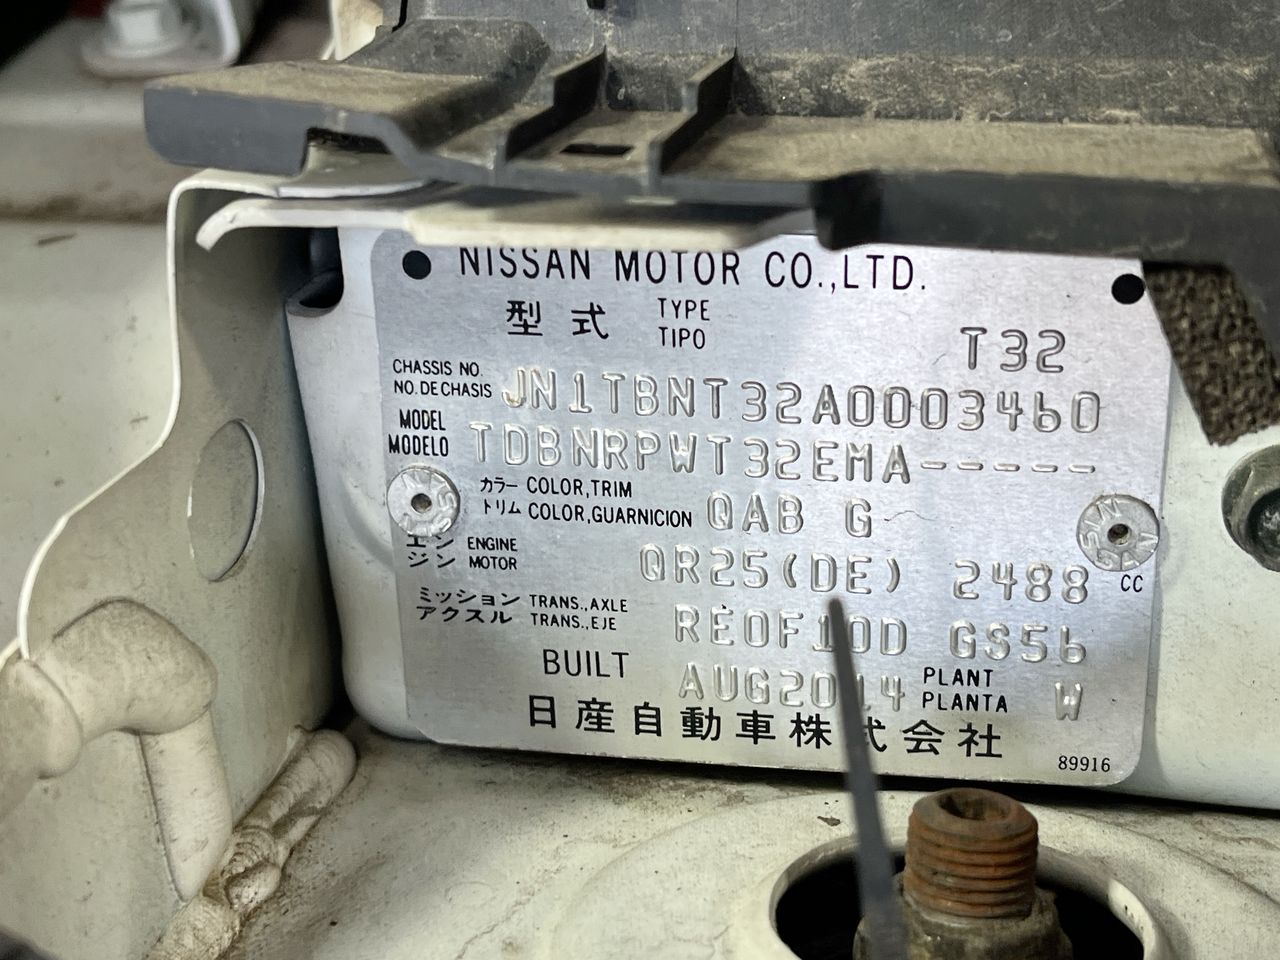 NISSAN MOTOR CO.,LTD.
型式 TYPE
TIPO
T32
CHASSIS NO.
NO.DE CHASIS JN1TBNT32A0003460
MODEL
MODELO TDBNRPWT32EMA-----
カラー COLOR,TRIM
トリム COLOR,GUARNICION QAB G
エン ENGINE
ジン MOTOR QR25(DE) 2488 CC
ミッション TRANS.,AXLE
アクスル TRANS.,EJE RE0F10D GS56
BUILT AUG2014 PLANT
PLANTA W
日産自動車株式会社
89916